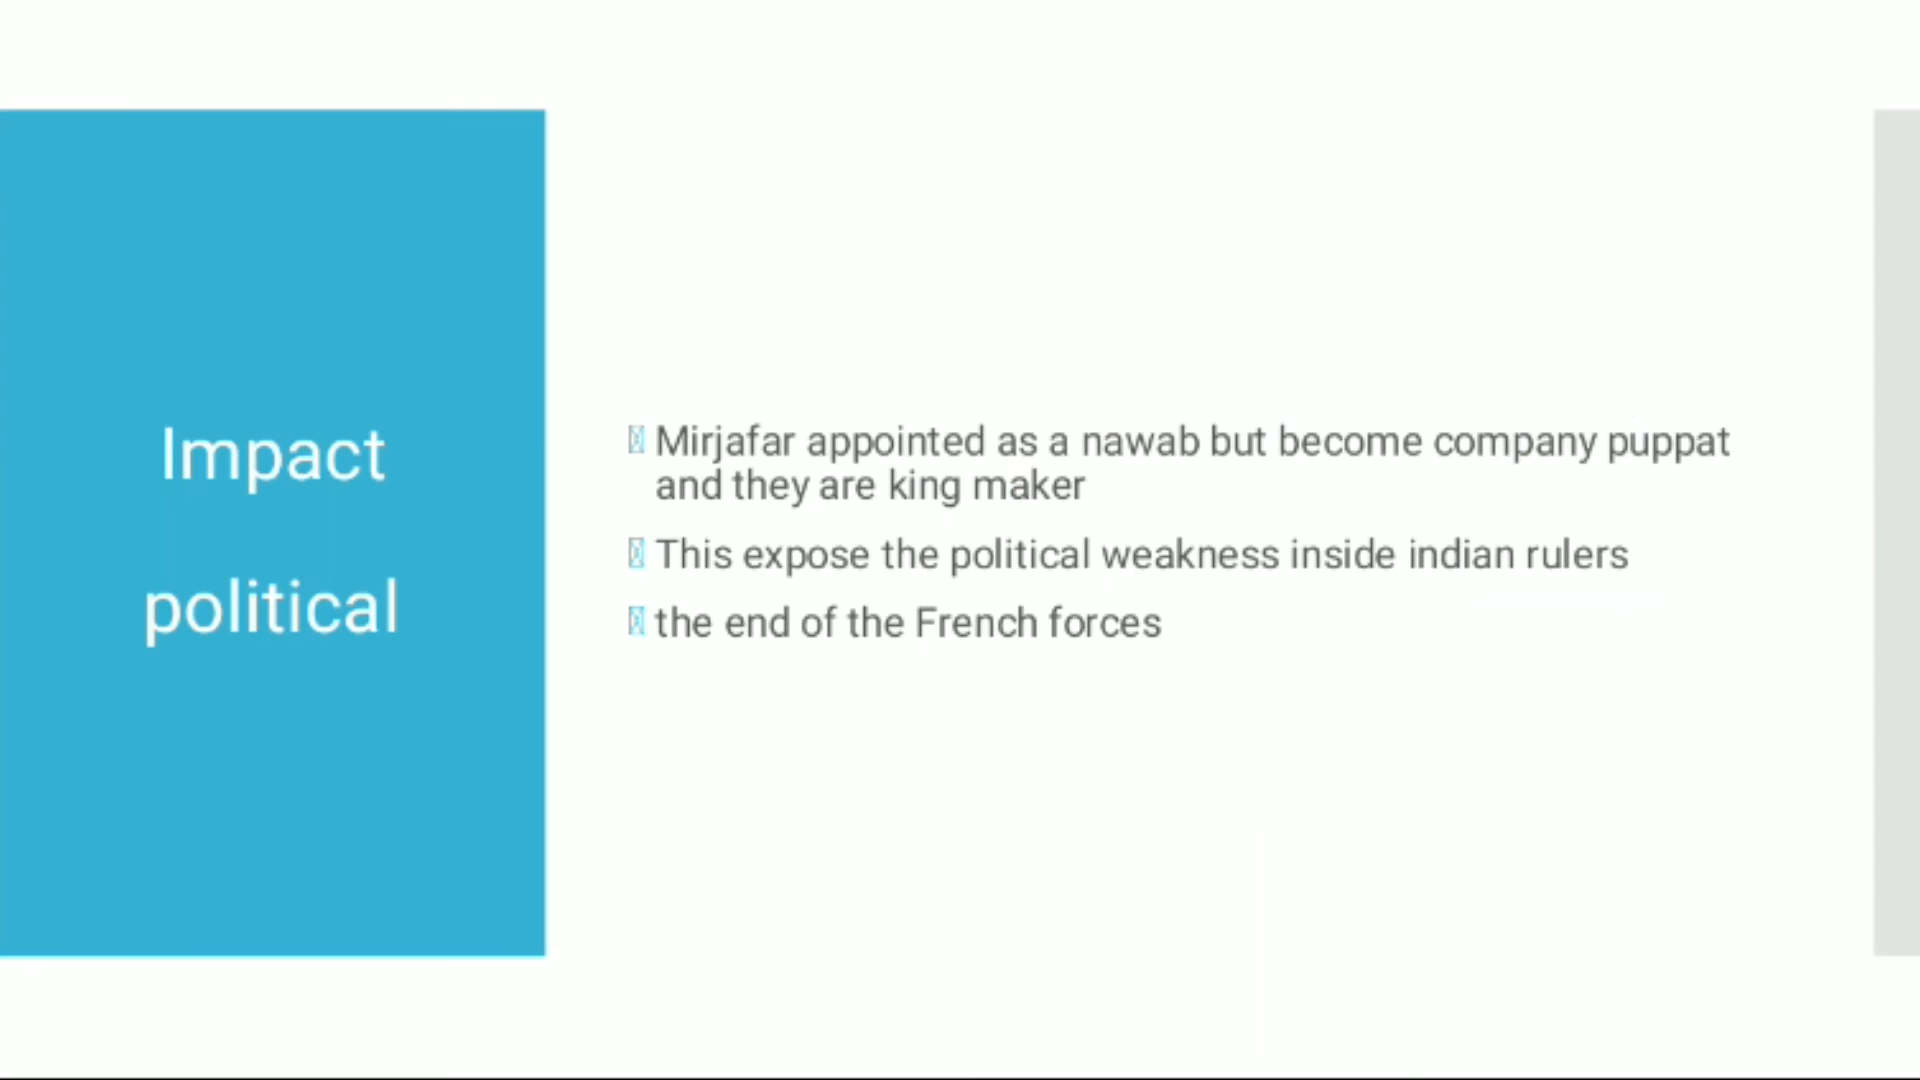 Impact
political
Mirjafar appointed as a nawab but become company puppat
and they are king maker
This expose the political weakness inside indian rulers
the end of the French forces